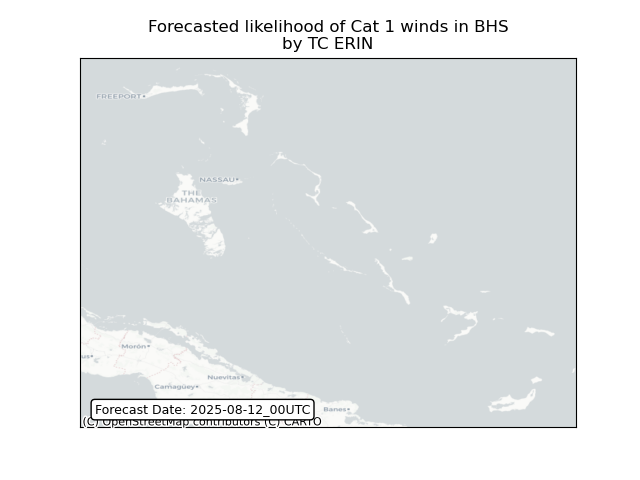 Forecasted likelihood of Cat 1 winds in BHS
by TC ERIN
FREEPORT
NASSAU
THE
BAHAMAS
Morón
us
Nuevitas
Camagüey
Banes
Forecast Date: 2025-08-12_00UTC
(C) OpenStreetMap contributors (C) CARTO